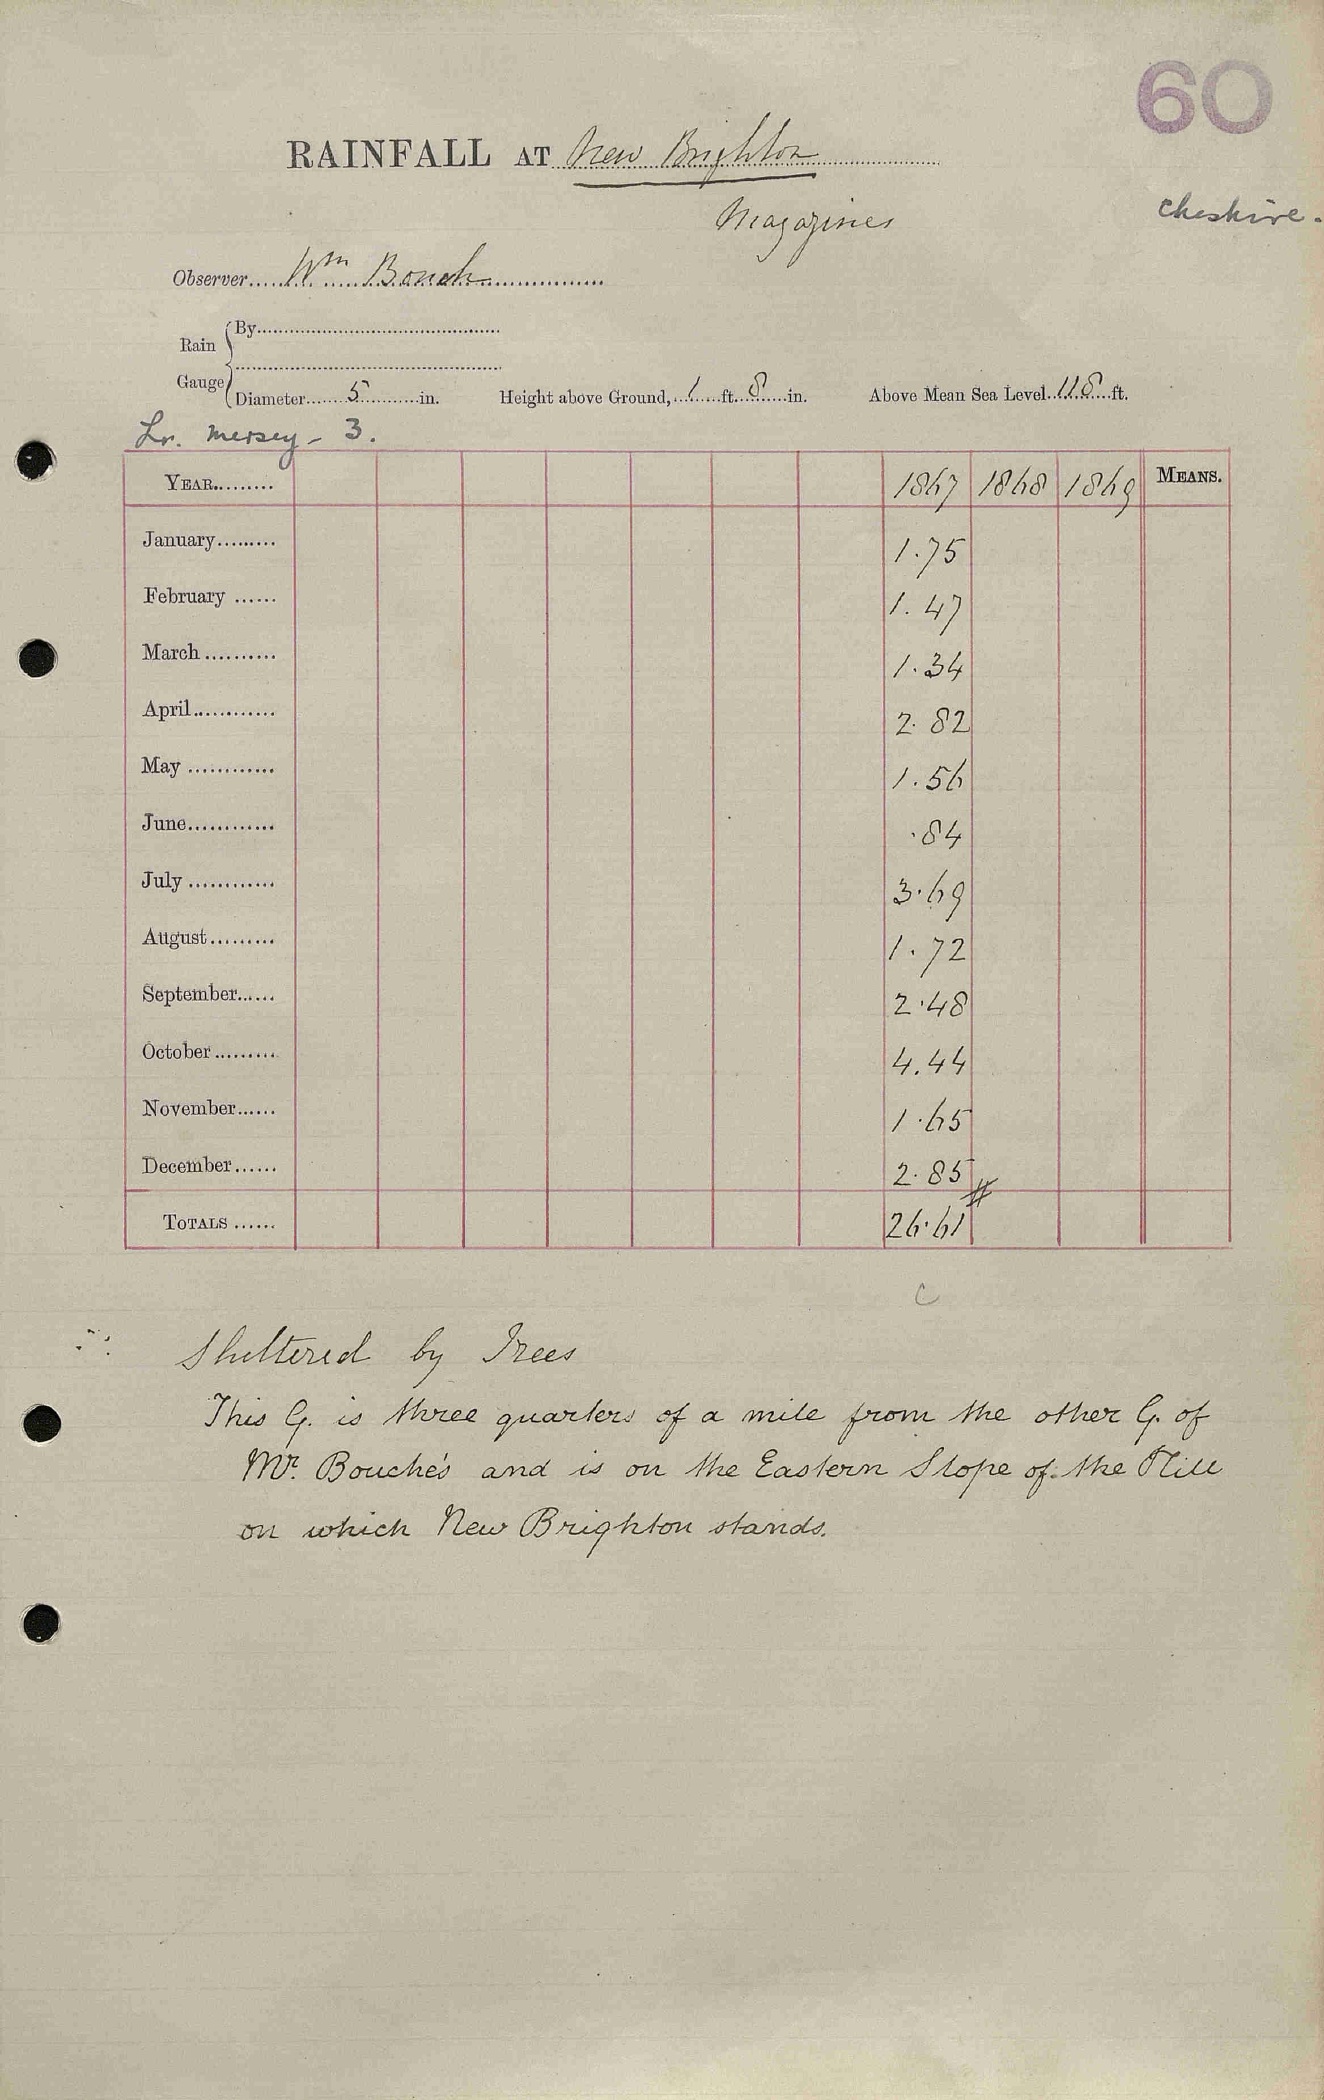 60
RAINFALL AT New Brighton
Magazines
Cheshire.
Observer Wm Bouch
Rain Gauge
By
Diameter 5 in. Height above Ground, 1 ft. 8 in. Above Mean Sea Level 118 ft.
Lr. Mersey - 3.
YEAR 1867 1868 1869 MEANS.
January 1.75
February 1.47
March 1.34
April 2.82
May 1.56
June .84
July 3.69
August 1.72
September 2.48
October 4.44
November 1.65
December 2.85
TOTALS 26.61
#
C
Sheltered by Trees
This G. is three quarters of a mile from the other G. of
Mr. Bouche's and is on the Eastern Slope of the Hill
on which New Brighton stands.